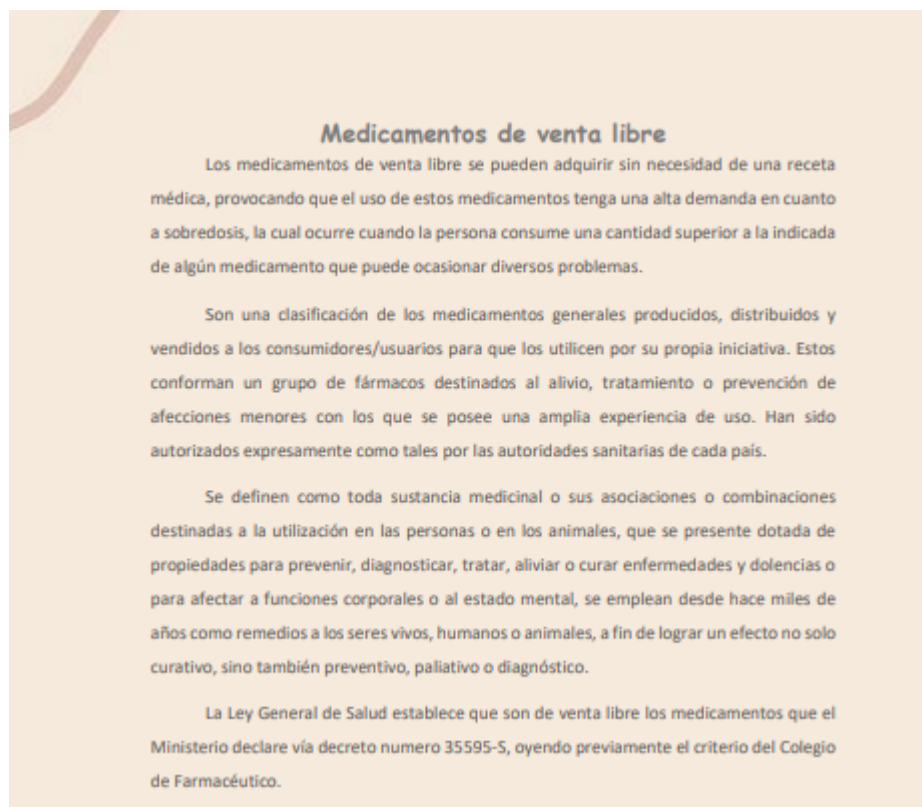 Medicamentos de venta libre
Los medicamentos de venta libre se pueden adquirir sin necesidad de una receta
médica, provocando que el uso de estos medicamentos tenga una alta demanda en cuanto
a sobredosis, la cual ocurre cuando la persona consume una cantidad superior a la indicada
de algún medicamento que puede ocasionar diversos problemas.
Son una clasificación de los medicamentos generales producidos, distribuidos y
vendidos a los consumidores/usuarios para que los utilicen por su propia iniciativa. Estos
conforman un grupo de fármacos destinados al alivio, tratamiento o prevención de
afecciones menores con los que se posee una amplia experiencia de uso. Han sido
autorizados expresamente como tales por las autoridades sanitarias de cada país.
Se definen como toda sustancia medicinal o sus asociaciones o combinaciones
destinadas a la utilización en las personas o en los animales, que se presente dotada de
propiedades para prevenir, diagnosticar, tratar, aliviar o curar enfermedades y dolencias o
para afectar a funciones corporales o al estado mental, se emplean desde hace miles de
años como remedios a los seres vivos, humanos o animales, a fin de lograr un efecto no solo
curativo, sino también preventivo, paliativo o diagnóstico.
La Ley General de Salud establece que son de venta libre los medicamentos que el
Ministerio declare vía decreto numero 35595-S, oyendo previamente el criterio del Colegio
de Farmacéutico.